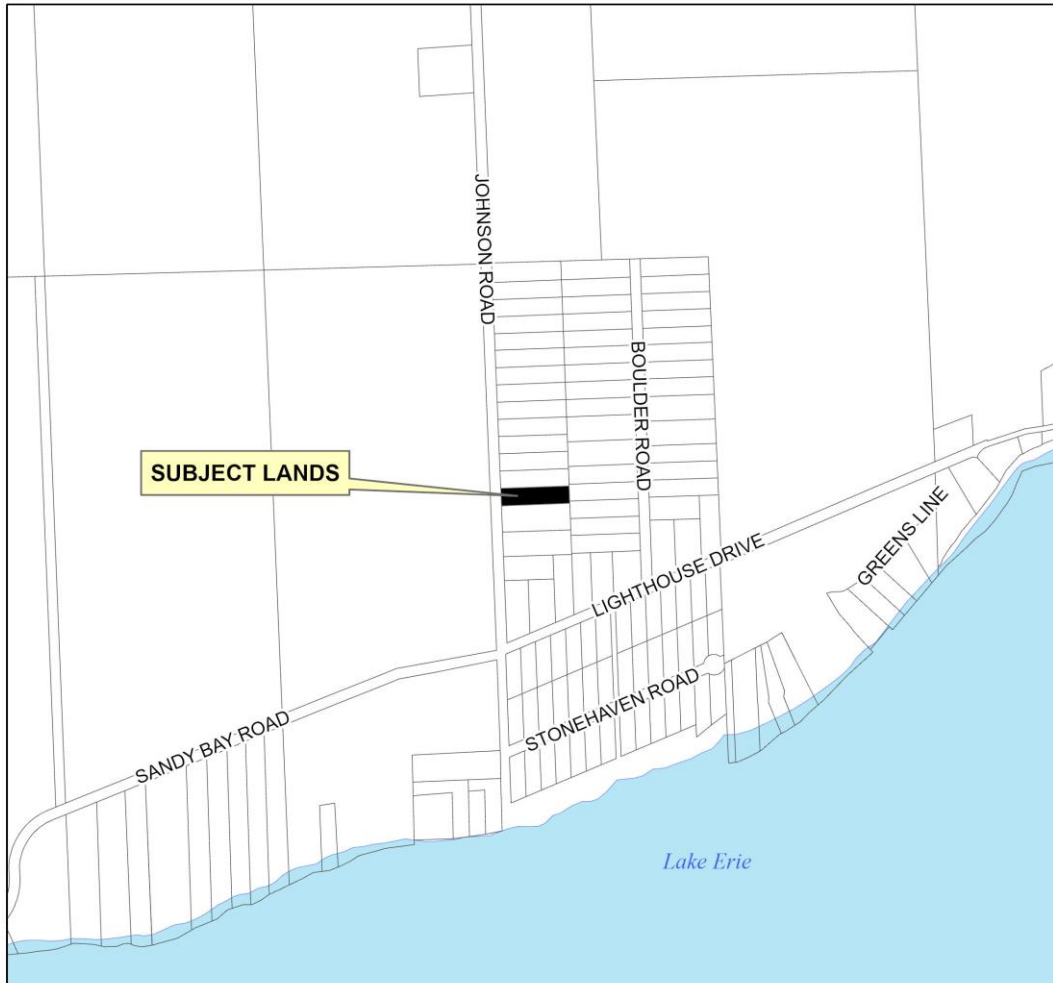 JOHNSON ROAD
BOULDER ROAD
SUBJECT LANDS
GREENS LINE
LIGHTHOUSE DRIVE
STONEHAVEN ROAD
SANDY BAY ROAD
Lake Erie